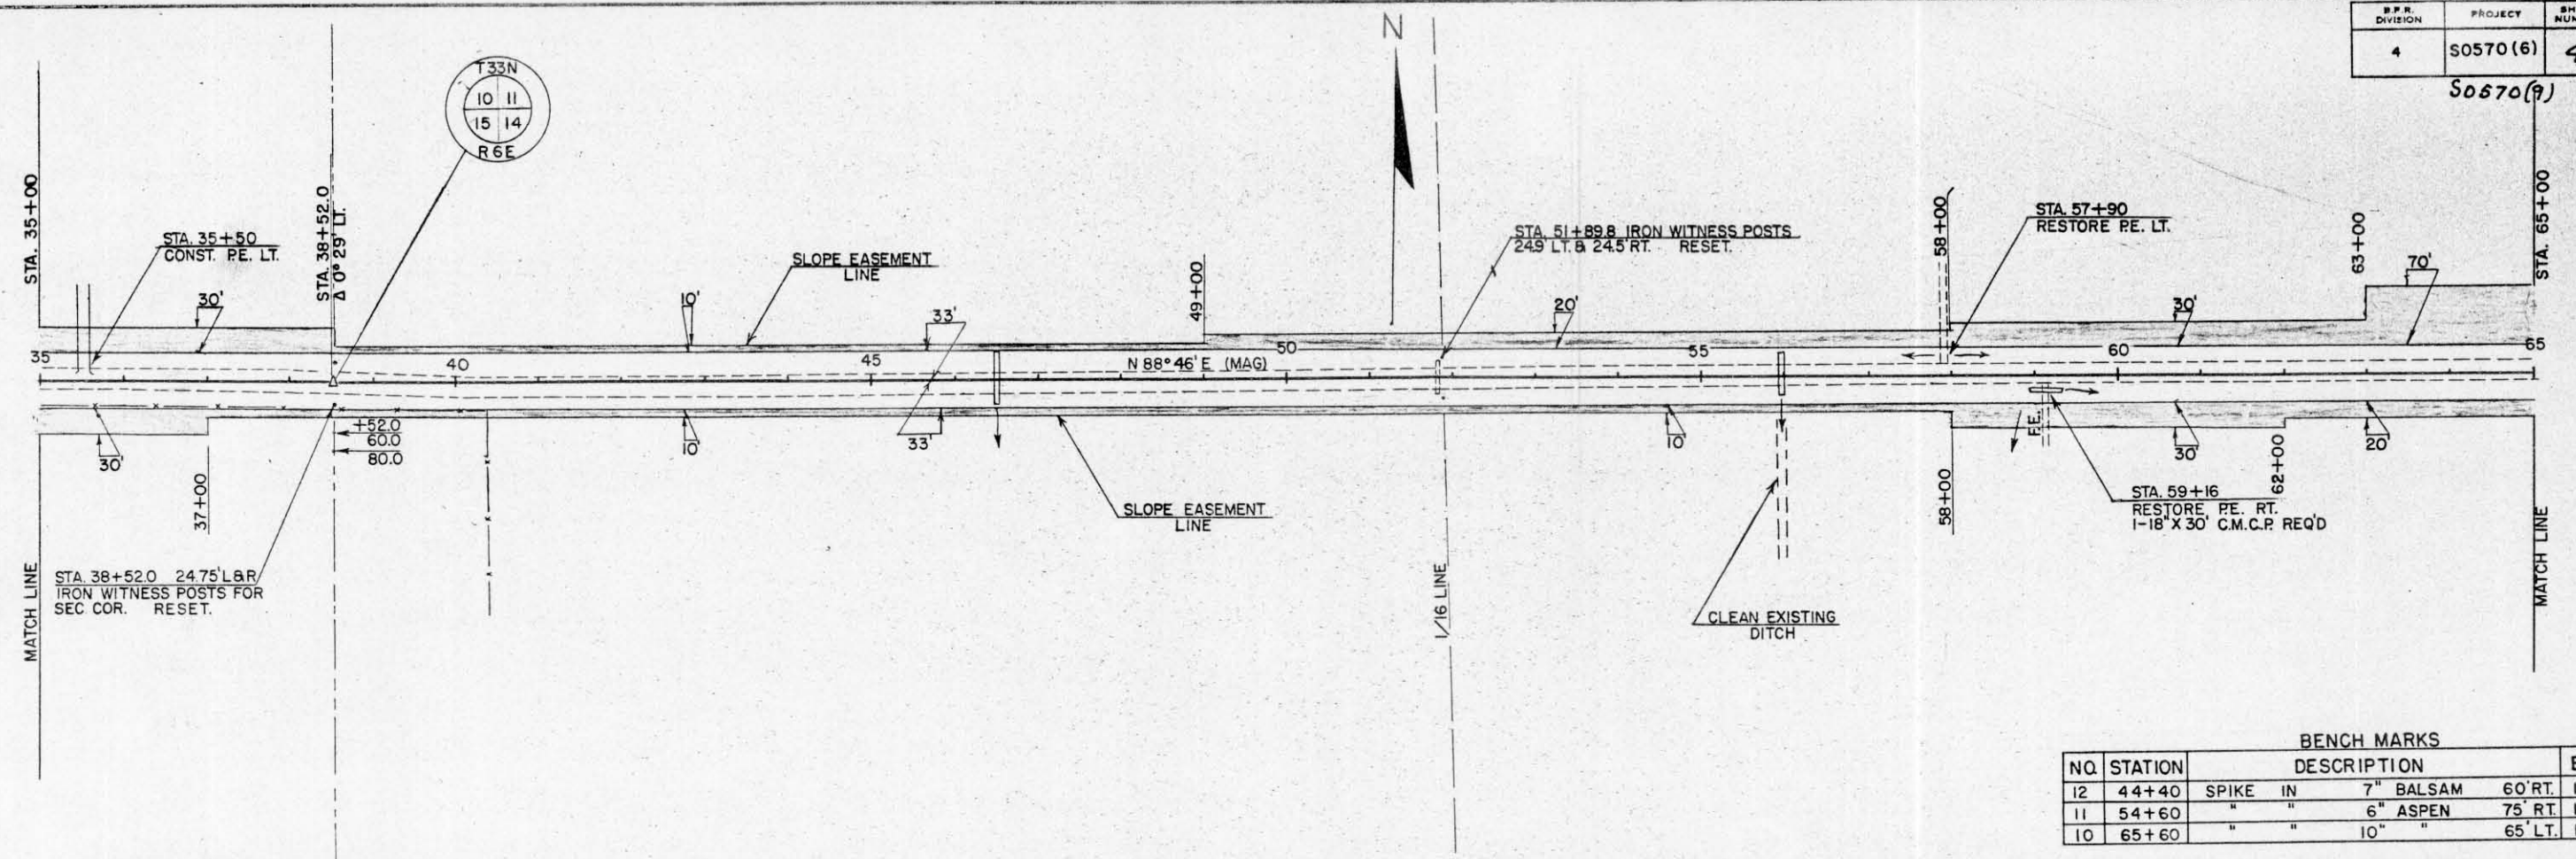 B.P.R. DIVISION
PROJECT
4
S0570(6)
S0570(9)
N
T33N
10 11
15 14
R6E
STA. 35+00
STA. 38+52.0
Δ 0° 29' LT.
STA. 35+50
CONST. P.E. LT.
30'
SLOPE EASEMENT
LINE
10'
33'
49+00
STA. 51+89.8 IRON WITNESS POSTS
24.9' LT. & 24.5' RT. RESET.
20'
58+00
STA. 57+90
RESTORE P.E. LT.
30'
63+00
70'
STA. 65+00
35
40
45
N 88° 46' E (MAG)
50
55
60
65
30'
37+00
+52.0
60.0
80.0
10'
33'
10'
58+00
P.E.
30'
62+00
20'
SLOPE EASEMENT
LINE
STA. 59+16
RESTORE P.E. RT.
1-18" X 30' C.M.C.P. REQ'D
MATCH LINE
STA. 38+52.0 24.75' L&R
IRON WITNESS POSTS FOR
SEC. COR. RESET.
1/16 LINE
CLEAN EXISTING
DITCH
MATCH LINE
BENCH MARKS
NO. STATION DESCRIPTION
12 44+40 SPIKE IN 7" BALSAM 60' RT.
11 54+60 " " 6" ASPEN 75' RT.
10 65+60 " " 10" " 65' LT.